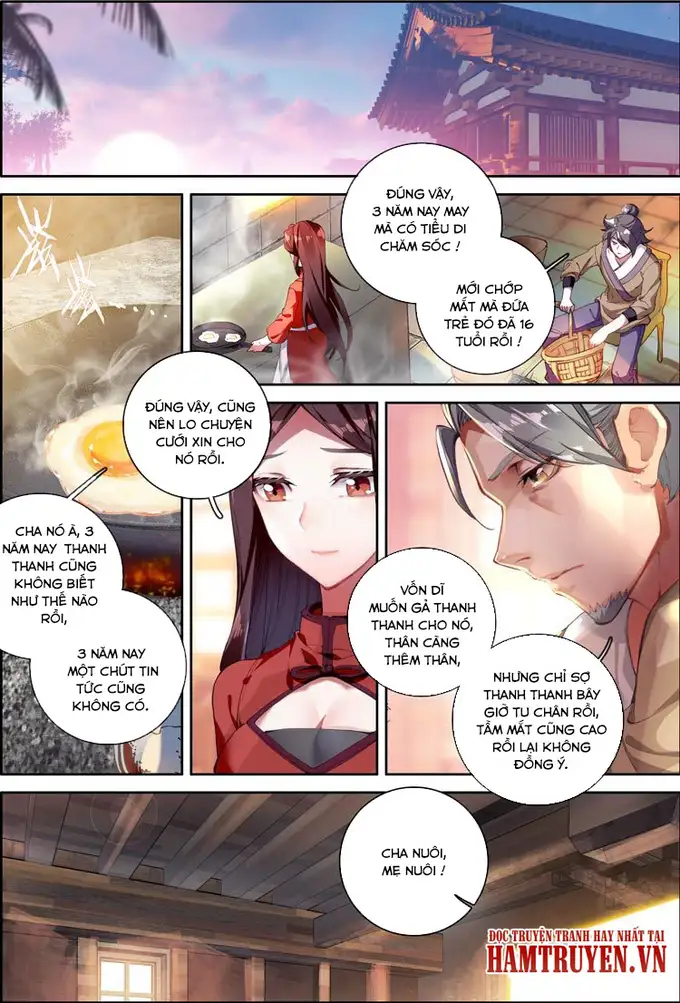 ĐÚNG VẬY,
3 NĂM NAY MAY
MÀ CÓ TIỂU DI
CHĂM SÓC !
MỚI CHỚP
MẮT MÀ ĐỨA
TRẺ ĐÓ ĐÃ 16
TUỔI RỒI !
ĐÚNG VẬY, CŨNG
NÊN LO CHUYỆN
CƯỚI XIN CHO
NÓ RỒI.
CHA NÓ À, 3
NĂM NAY THANH
THANH CŨNG
KHÔNG BIẾT
NHƯ THẾ NÀO
RỒI,
3 NĂM NAY
MỘT CHÚT TIN
TỨC CŨNG
KHÔNG CÓ.
VỐN DĨ
MUỐN GẢ THANH
THANH CHO NÓ,
THÂN CÀNG
THÊM THÂN,
NHƯNG CHỈ SỢ
THANH THANH BÂY
GIỜ TU CHÂN RỒI,
TẦM MẮT CŨNG CAO
RỒI LẠI KHÔNG
ĐỒNG Ý.
CHA NUÔI,
MẸ NUÔI !
ĐỌC TRUYỆN TRANH HAY NHẤT TẠI
HAMTRUYEN.VN